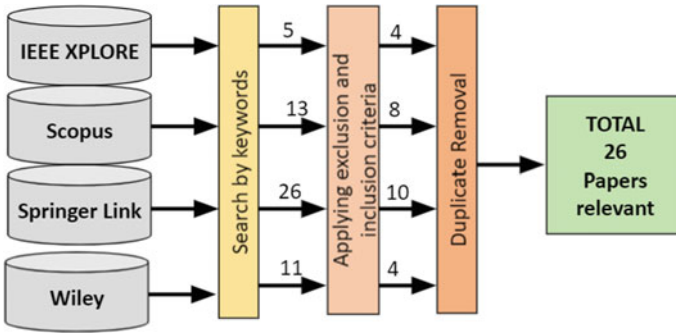 IEEE XPLORE
Scopus
Springer Link
Wiley
Search by keywords
5
13
26
11
Applying exclusion and
inclusion criteria
4
8
10
4
Duplicate Removal
TOTAL
26
Papers
relevant